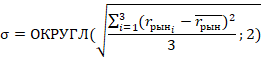 σ = ОКРУГЛ(√(∑_{i=1}^{3}(r_{рын_i} − \overline{r_{рын}})² / 3); 2)